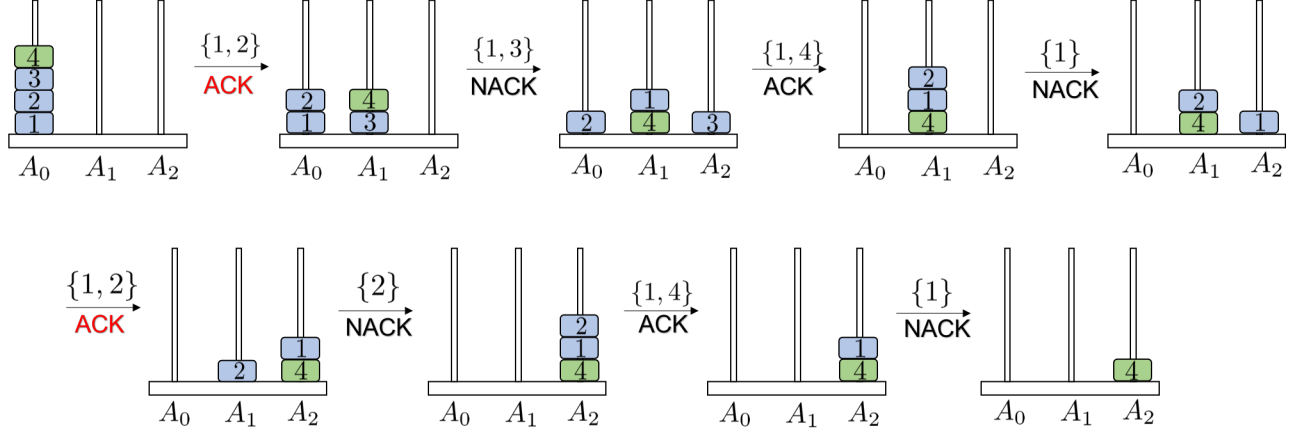 {1, 2} {1, 3} {1, 4} {1}
ACK NACK ACK NACK
4
3
2
1
2 4
1 3
1
2 4 3
2
1
4
2
4 1
A₀ A₁ A₂ A₀ A₁ A₂ A₀ A₁ A₂ A₀ A₁ A₂ A₀ A₁ A₂
{1, 2} {2} {1, 4} {1}
ACK NACK ACK NACK
1
2 4
2
1
4
1
4
4
A₀ A₁ A₂ A₀ A₁ A₂ A₀ A₁ A₂ A₀ A₁ A₂